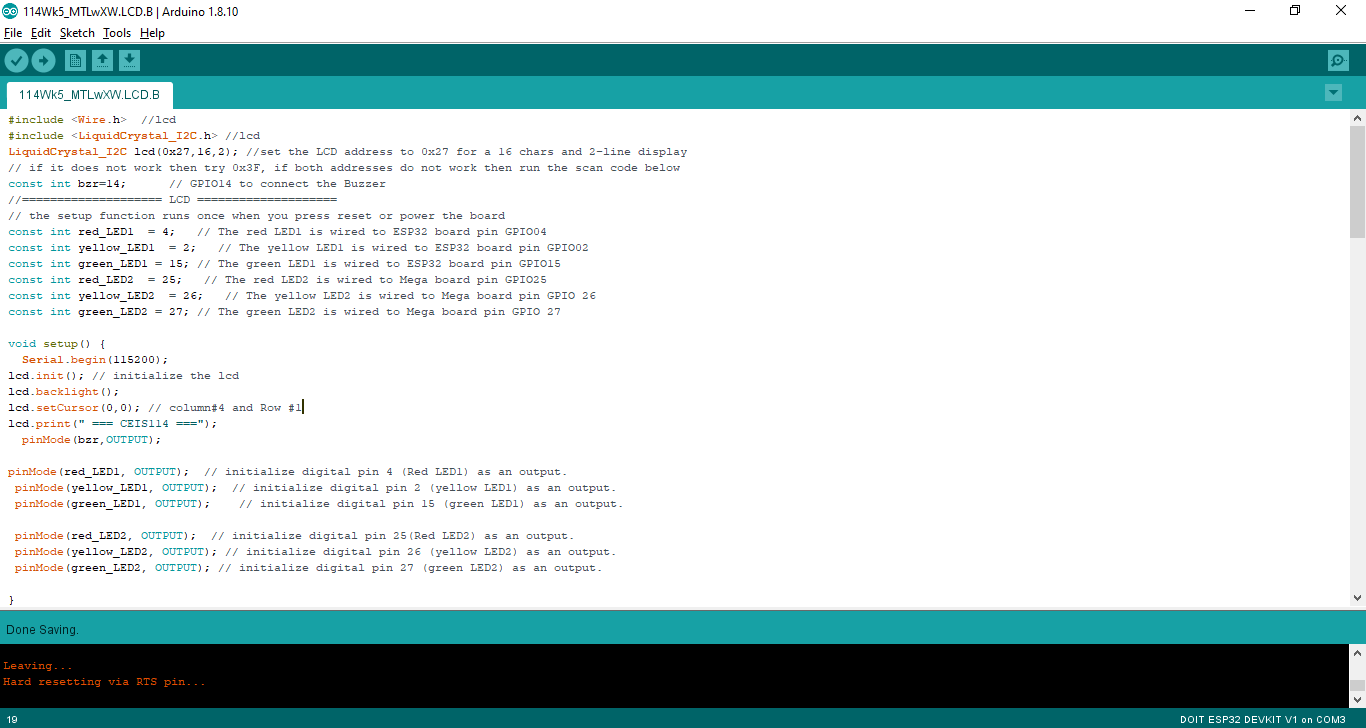 114Wk5_MTLwXW.LCD.B | Arduino 1.8.10
File Edit Sketch Tools Help
114Wk5_MTLwXW.LCD.B
#include <Wire.h>  //lcd
#include <LiquidCrystal_I2C.h> //lcd
LiquidCrystal_I2C lcd(0x27,16,2); //set the LCD address to 0x27 for a 16 chars and 2-line display
// if it does not work then try 0x3F, if both addresses do not work then run the scan code below
const int bzr=14;      // GPIO14 to connect the Buzzer
//==================== LCD ====================
// the setup function runs once when you press reset or power the board
const int red_LED1  = 4;   // The red LED1 is wired to ESP32 board pin GPIO04
const int yellow_LED1  = 2;   // The yellow LED1 is wired to ESP32 board pin GPIO02
const int green_LED1 = 15; // The green LED1 is wired to ESP32 board pin GPIO15
const int red_LED2  = 25;   // The red LED2 is wired to Mega board pin GPIO25
const int yellow_LED2  = 26;   // The yellow LED2 is wired to Mega board pin GPIO 26
const int green_LED2 = 27; // The green LED2 is wired to Mega board pin GPIO 27
void setup() {
  Serial.begin(115200);
lcd.init(); // initialize the lcd
lcd.backlight();
lcd.setCursor(0,0); // column#4 and Row #1
lcd.print(" === CEIS114 ===");
  pinMode(bzr,OUTPUT);
pinMode(red_LED1, OUTPUT);  // initialize digital pin 4 (Red LED1) as an output.
 pinMode(yellow_LED1, OUTPUT);  // initialize digital pin 2 (yellow LED1) as an output.
 pinMode(green_LED1, OUTPUT);    // initialize digital pin 15 (green LED1) as an output.
 pinMode(red_LED2, OUTPUT);  // initialize digital pin 25(Red LED2) as an output.
 pinMode(yellow_LED2, OUTPUT); // initialize digital pin 26 (yellow LED2) as an output.
 pinMode(green_LED2, OUTPUT); // initialize digital pin 27 (green LED2) as an output.
}
Done Saving.
Leaving...
Hard resetting via RTS pin...
19
DOIT ESP32 DEVKIT V1 on COM3